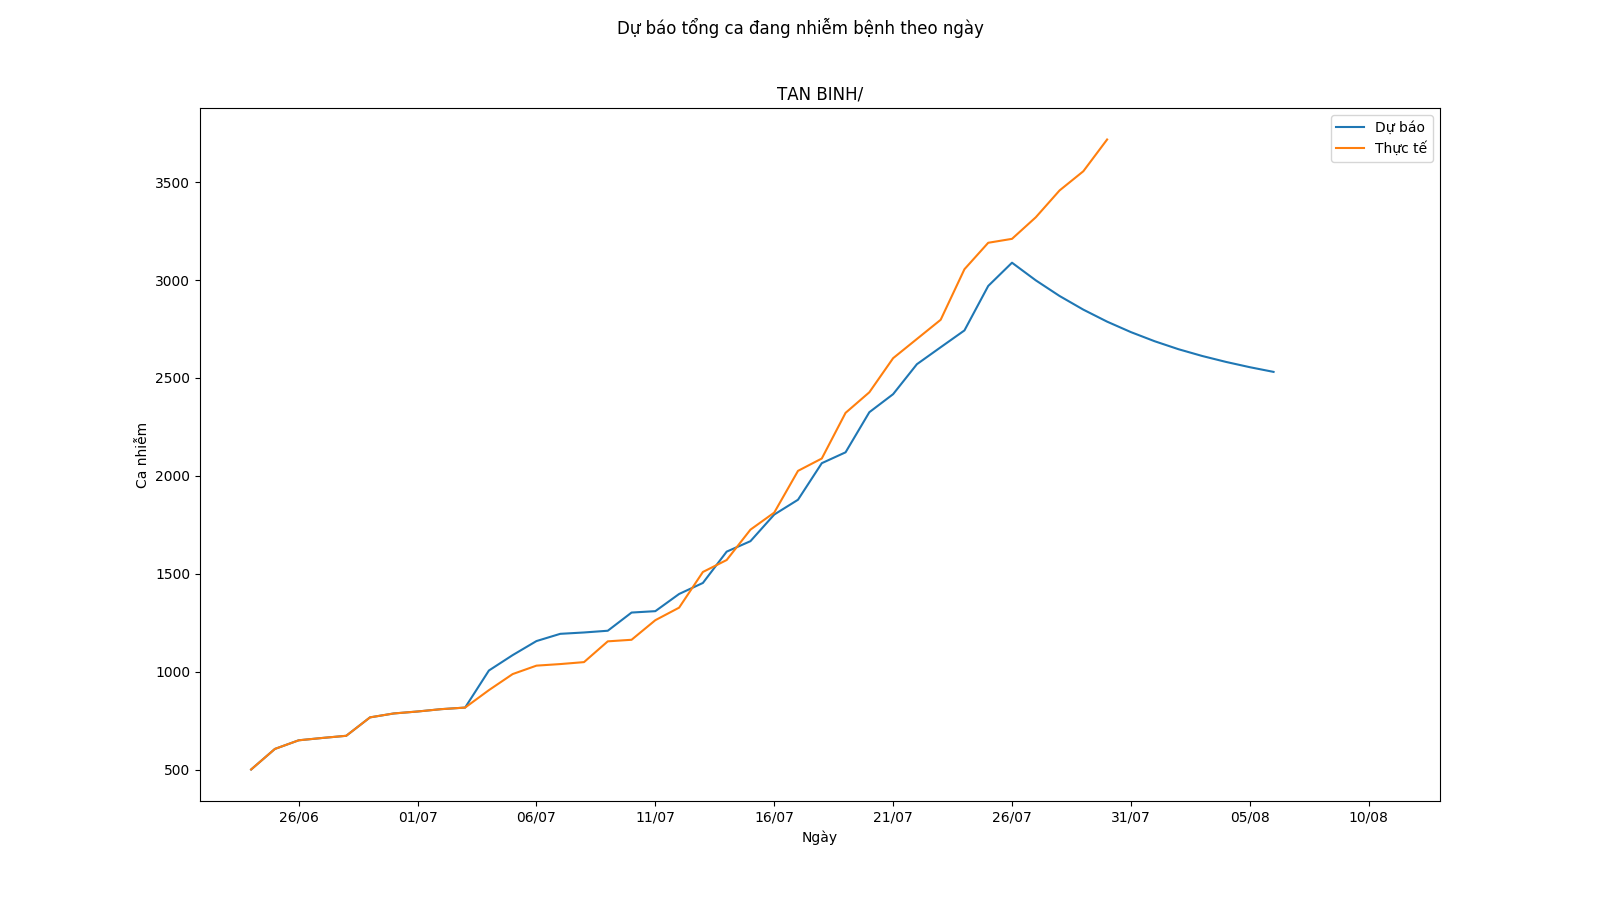 Dự báo tổng ca đang nhiễm bệnh theo ngày
TAN BINH/
Dự báo
Thực tế
3500
3000
2500
2000
1500
1000
500
Ca nhiễm
26/06
01/07
06/07
11/07
16/07
21/07
26/07
31/07
05/08
10/08
Ngày